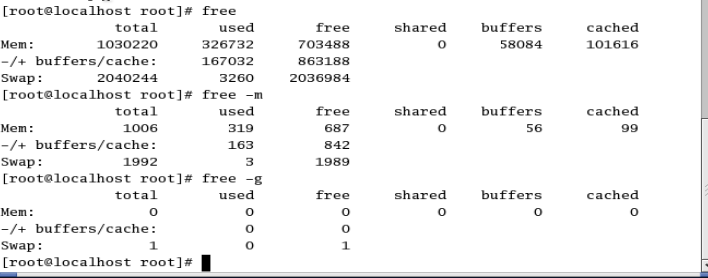 [root@localhost root]# free
             total       used       free     shared    buffers     cached
Mem:       1030220     326732     703488          0      58084     101616
-/+ buffers/cache:     167032     863188
Swap:      2040244       3260    2036984
[root@localhost root]# free -m
             total       used       free     shared    buffers     cached
Mem:          1006        319        687          0         56         99
-/+ buffers/cache:        163        842
Swap:         1992          3       1989
[root@localhost root]# free -g
             total       used       free     shared    buffers     cached
Mem:             0          0          0          0          0          0
-/+ buffers/cache:          0          0
Swap:            1          0          1
[root@localhost root]#